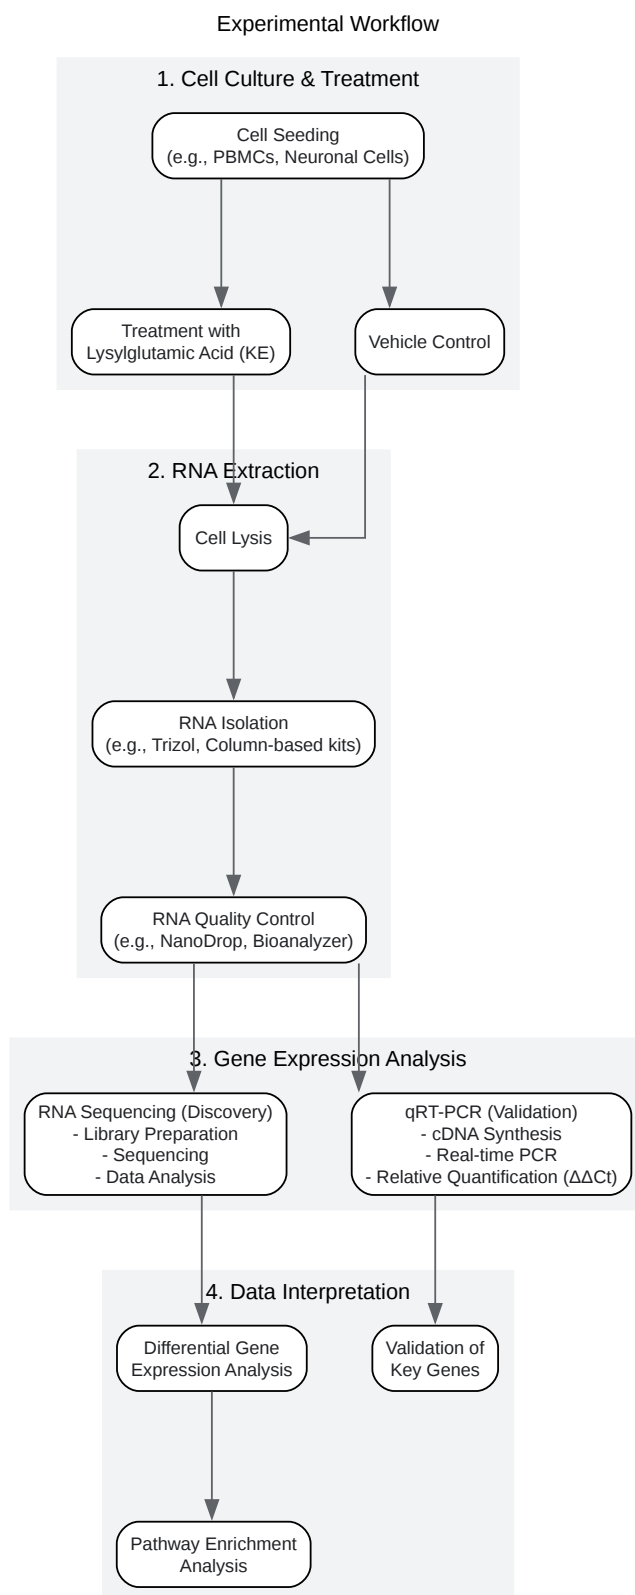 Experimental Workflow
1. Cell Culture & Treatment
Cell Seeding
(e.g., PBMCs, Neuronal Cells)
Treatment with
Lysylglutamic Acid (KE)
Vehicle Control
2. RNA Extraction
Cell Lysis
RNA Isolation
(e.g., Trizol, Column-based kits)
RNA Quality Control
(e.g., NanoDrop, Bioanalyzer)
3. Gene Expression Analysis
RNA Sequencing (Discovery)
- Library Preparation
- Sequencing
- Data Analysis
qRT-PCR (Validation)
- cDNA Synthesis
- Real-time PCR
- Relative Quantification (ΔΔCt)
4. Data Interpretation
Differential Gene
Expression Analysis
Validation of
Key Genes
Pathway Enrichment
Analysis